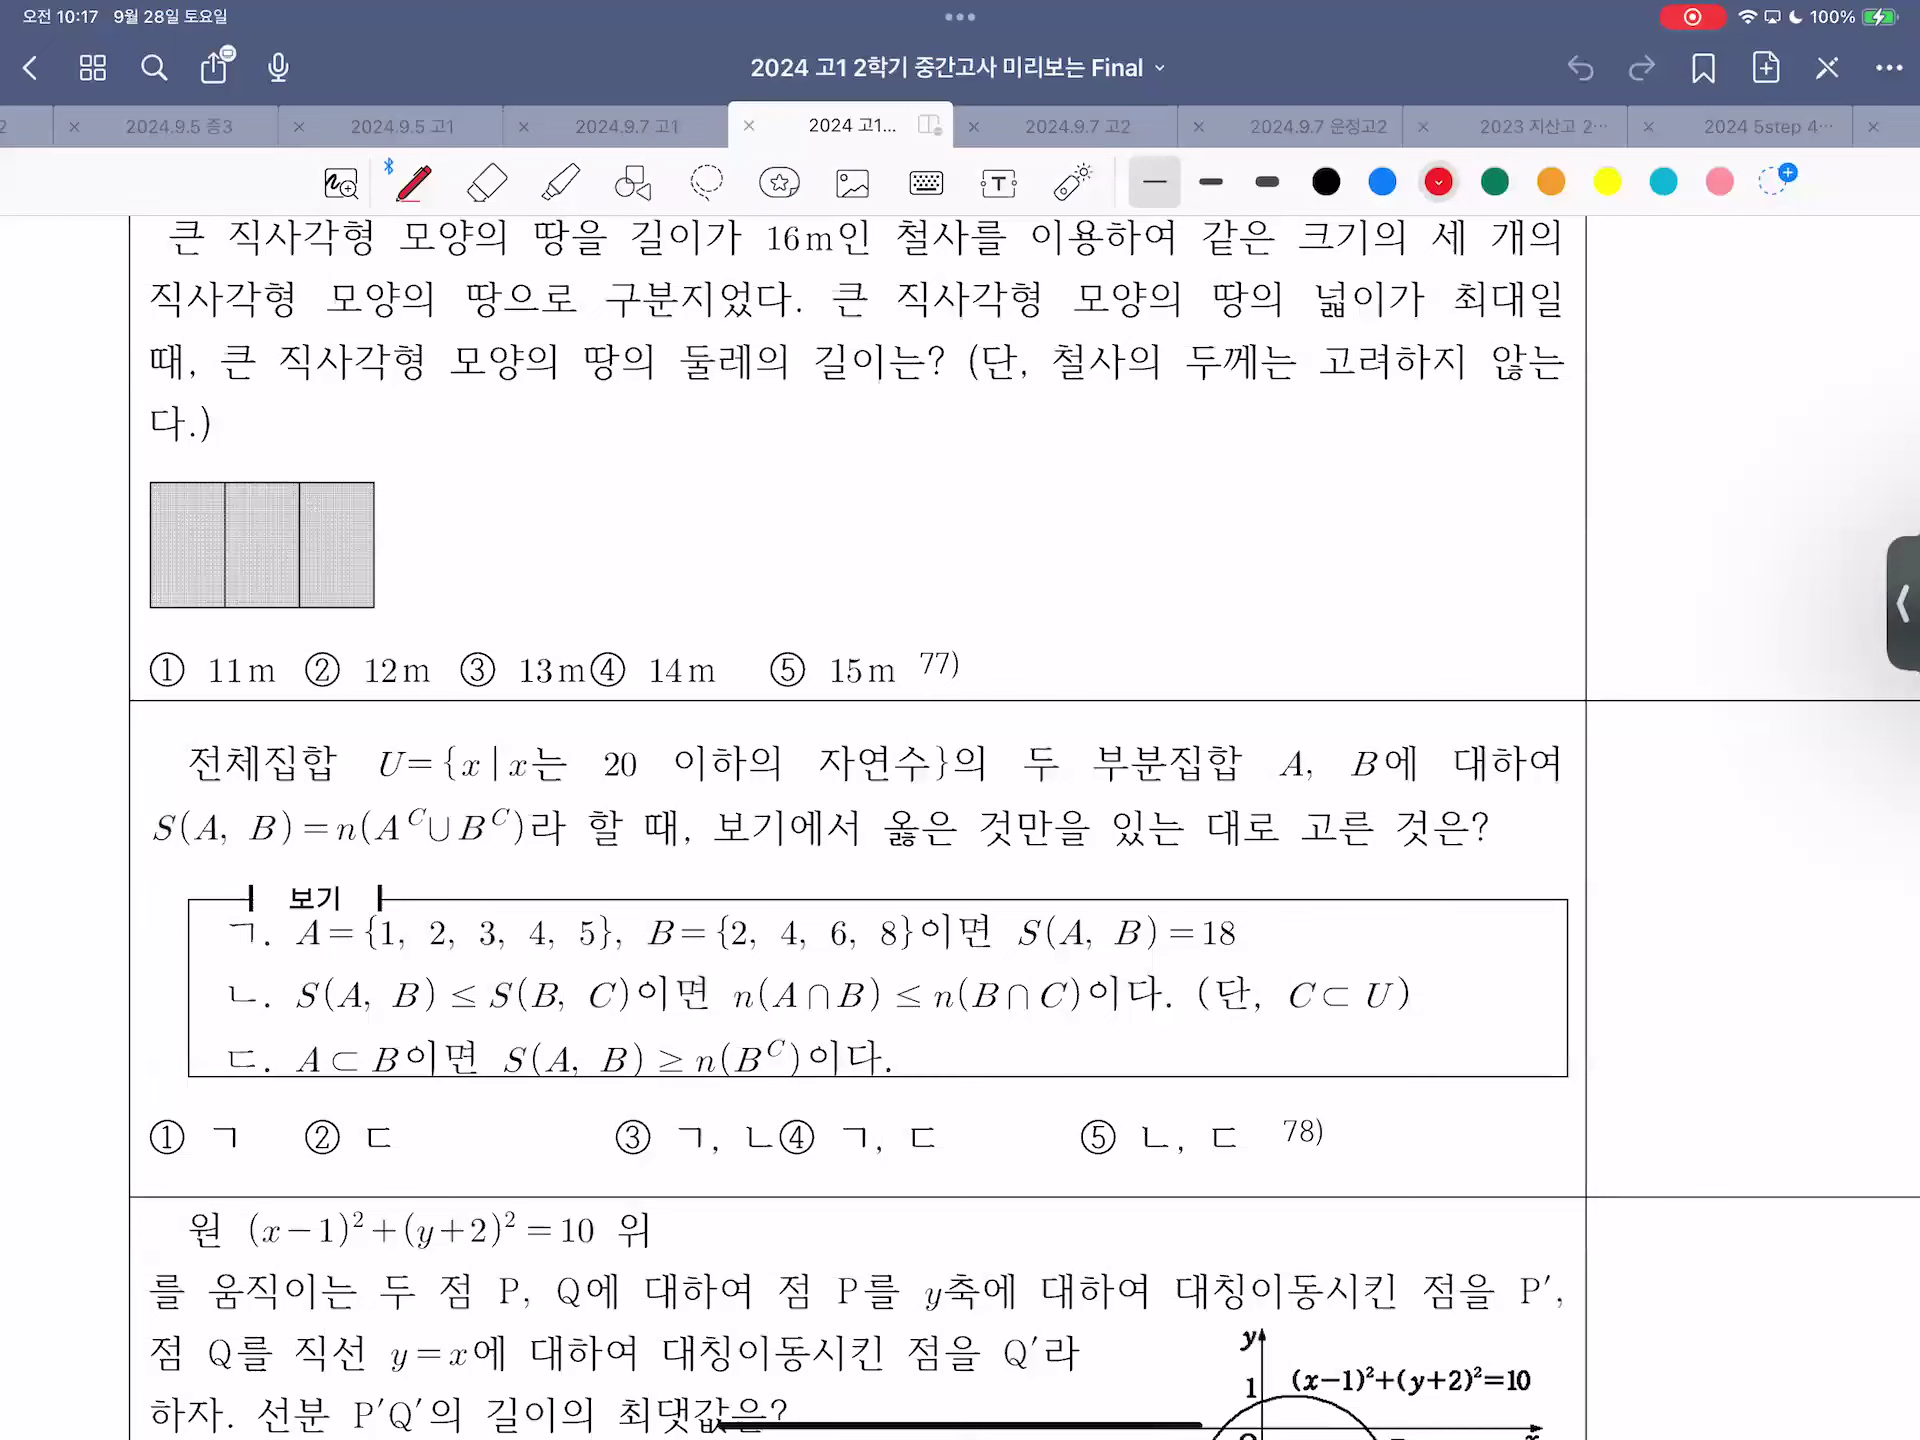 오전 10:17 9월 28일 토요일
100%
2024 고1 2학기 중간고사 미리보는 Final
2 2024.9.5 중3 2024.9.5 고1 2024.9.7 고1 2024 고1... 2024.9.7 고2 2024.9.7 운정고2 2023 지산고 2… 2024 5step 4…
큰 직사각형 모양의 땅을 길이가 16m인 철사를 이용하여 같은 크기의 세 개의
직사각형 모양의 땅으로 구분지었다. 큰 직사각형 모양의 땅의 넓이가 최대일
때, 큰 직사각형 모양의 땅의 둘레의 길이는? (단, 철사의 두께는 고려하지 않는
다.)
① 11m ② 12m ③ 13m④ 14m ⑤ 15m 77)
전체집합 U={x|x는 20 이하의 자연수}의 두 부분집합 A, B에 대하여
S(A, B)=n(A^C∪B^C)라 할 때, 보기에서 옳은 것만을 있는 대로 고른 것은?
보기
ㄱ. A={1, 2, 3, 4, 5}, B={2, 4, 6, 8}이면 S(A, B)=18
ㄴ. S(A, B)≤S(B, C)이면 n(A∩B)≤n(B∩C)이다. (단, C⊂U)
ㄷ. A⊂B이면 S(A, B)≥n(B^C)이다.
① ㄱ ② ㄷ ③ ㄱ, ㄴ④ ㄱ, ㄷ ⑤ ㄴ, ㄷ 78)
원 (x-1)²+(y+2)²=10 위
를 움직이는 두 점 P, Q에 대하여 점 P를 y축에 대하여 대칭이동시킨 점을 P′,
점 Q를 직선 y=x에 대하여 대칭이동시킨 점을 Q′라
하자. 선분 P′Q′의 길이의 최댓값은?
y
1 (x-1)²+(y+2)²=10